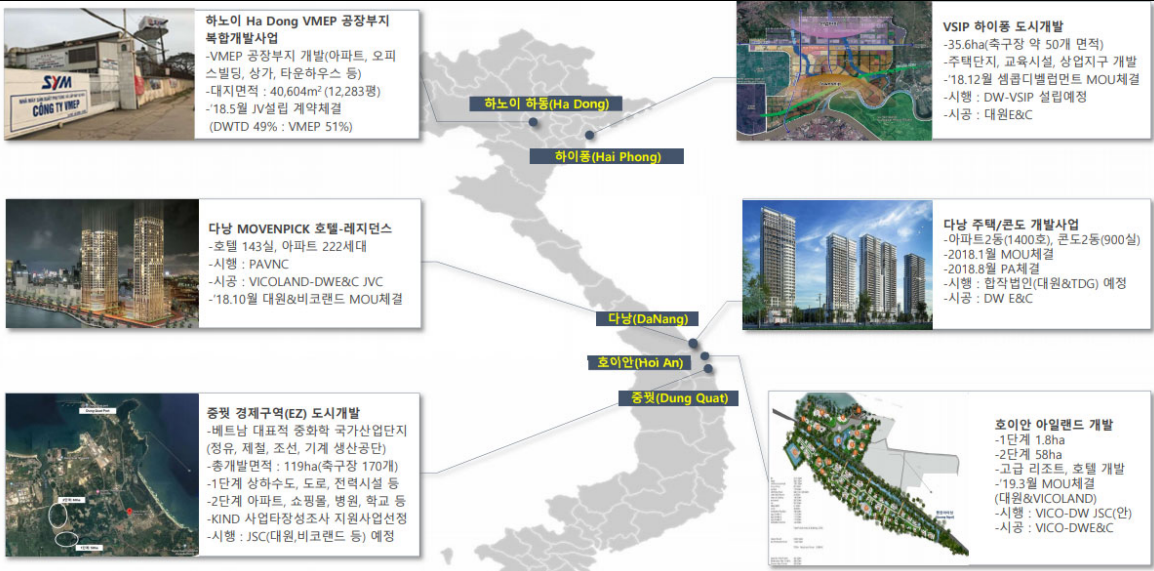 하노이 Ha Dong VMEP 공장부지
복합개발사업
-VMEP 공장부지 개발(아파트, 오피
스빌딩, 상가, 타운하우스 등)
-대지면적 : 40,604m² (12,283평)
-'18.5월 JV설립 계약체결
(DWTD 49% : VMEP 51%)
SYM
CÔNG TY VMEP
VSIP 하이퐁 도시개발
-35.6ha(축구장 약 50개 면적)
-주택단지, 교육시설, 상업지구 개발
-'18.12월 셈콥디벨럽먼트 MOU체결
-시행 : DW-VSIP 설립예정
-시공 : 대원E&C
하노이 하동(Ha Dong)
하이퐁(Hai Phong)
다낭 MOVENPICK 호텔-레지던스
-호텔 143실, 아파트 222세대
-시행 : PAVNC
-시공 : VICOLAND-DWE&C JVC
-'18.10월 대원&비코랜드 MOU체결
다낭 주택/콘도 개발사업
-아파트2동(1400호), 콘도2동(900실)
-2018.1월 MOU체결
-2018.8월 PA체결
-시행 : 합작법인(대원&TDG) 예정
-시공 : DW E&C
다낭(DaNang)
호이안(Hoi An)
중꿧(Dung Quat)
중꿧 경제구역(EZ) 도시개발
-베트남 대표적 중화학 국가산업단지
(정유, 제철, 조선, 기계 생산공단)
-총개발면적 : 119ha(축구장 170개)
-1단계 상하수도, 도로, 전력시설 등
-2단계 아파트, 쇼핑몰, 병원, 학교 등
-KIND 사업타장성조사 지원사업선정
-시행 : JSC(대원,비코랜드 등) 예정
호이안 아일랜드 개발
-1단계 1.8ha
-2단계 58ha
-고급 리조트, 호텔 개발
-'19.3월 MOU체결
(대원&VICOLAND)
-시행 : VICO-DW JSC(안)
-시공 : VICO-DWE&C